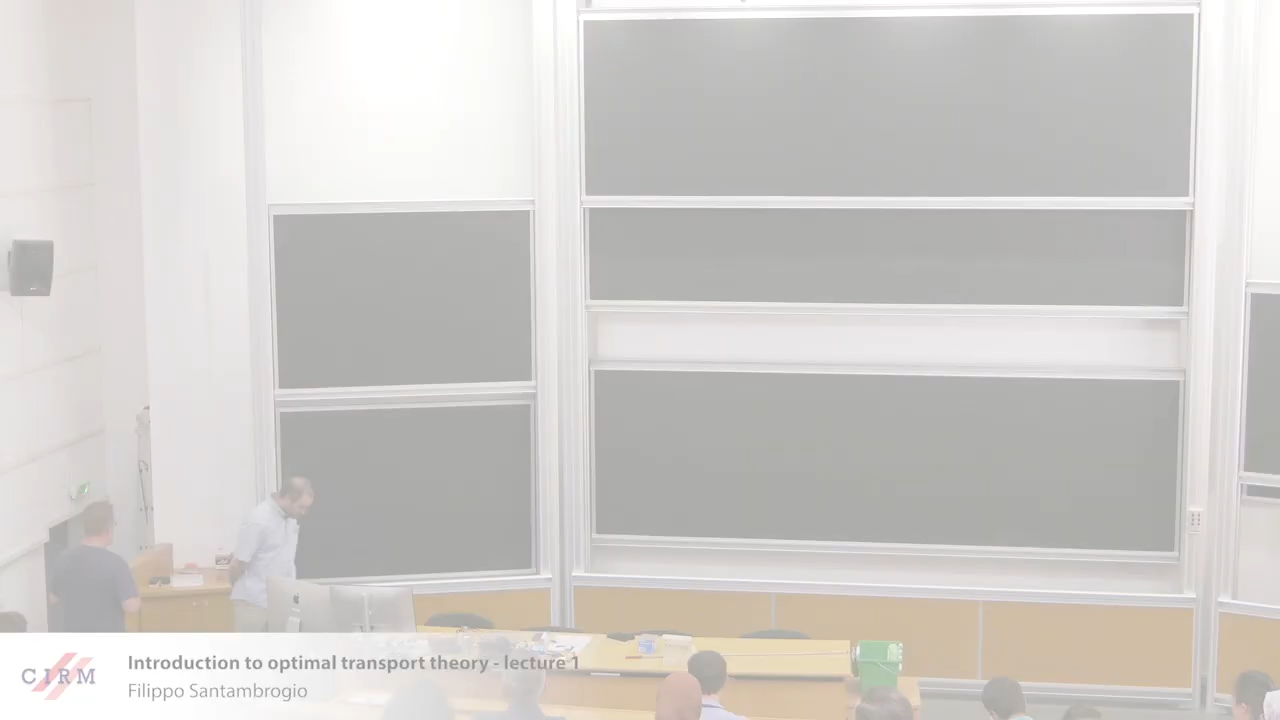 CIRM
Introduction to optimal transport theory - lecture 1
Filippo Santambrogio